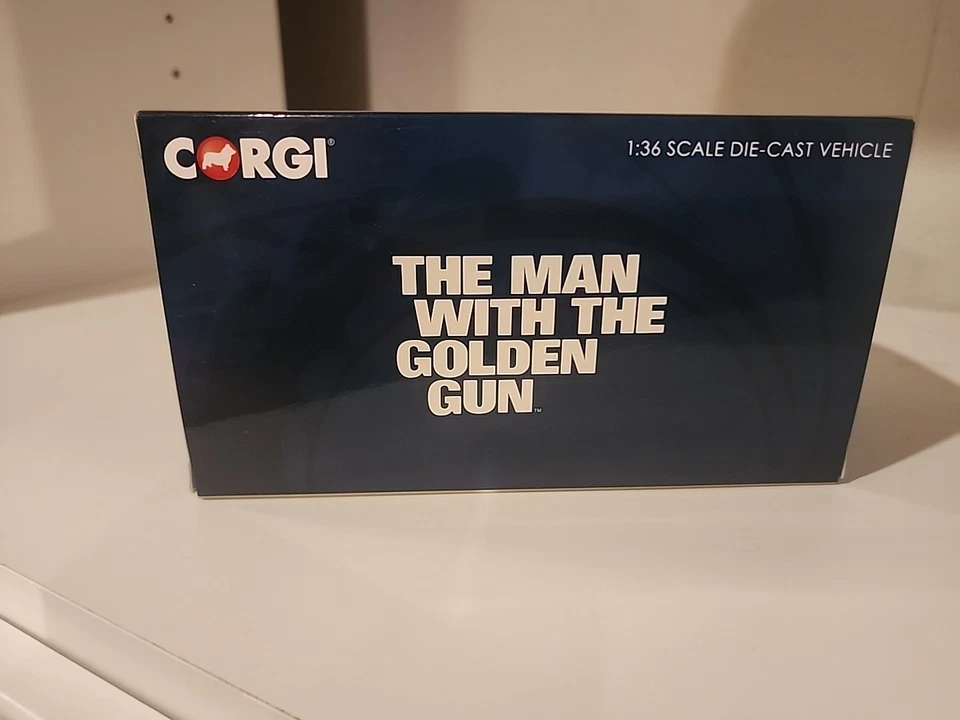 CORGI®
1:36 SCALE DIE-CAST VEHICLE
THE MAN
WITH THE
GOLDEN
GUN™